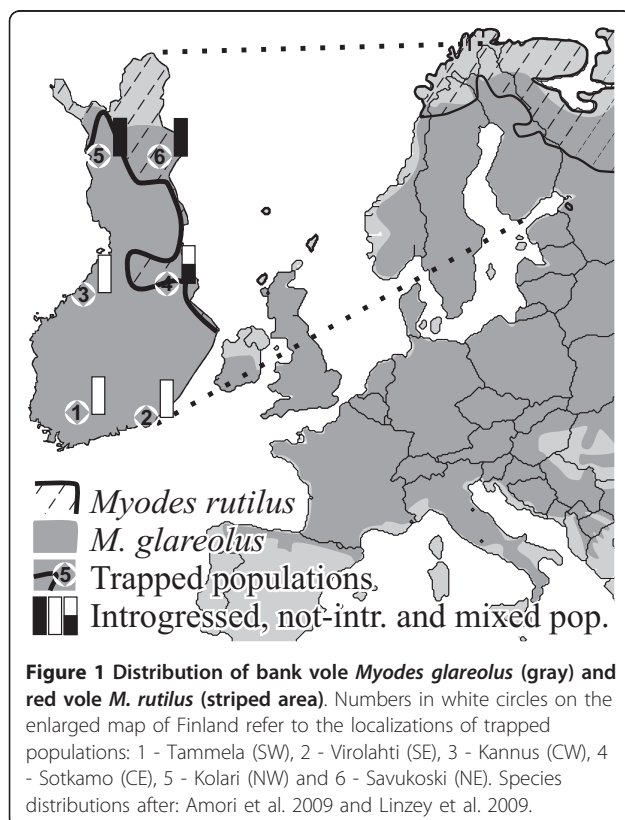 5
6
3
4
1
2
Myodes rutilus
M. glareolus
5 Trapped populations
Introgressed, not-intr. and mixed pop.
Figure 1 Distribution of bank vole Myodes glareolus (gray) and
red vole M. rutilus (striped area). Numbers in white circles on the
enlarged map of Finland refer to the localizations of trapped
populations: 1 - Tammela (SW), 2 - Virolahti (SE), 3 - Kannus (CW), 4
- Sotkamo (CE), 5 - Kolari (NW) and 6 - Savukoski (NE). Species
distributions after: Amori et al. 2009 and Linzey et al. 2009.